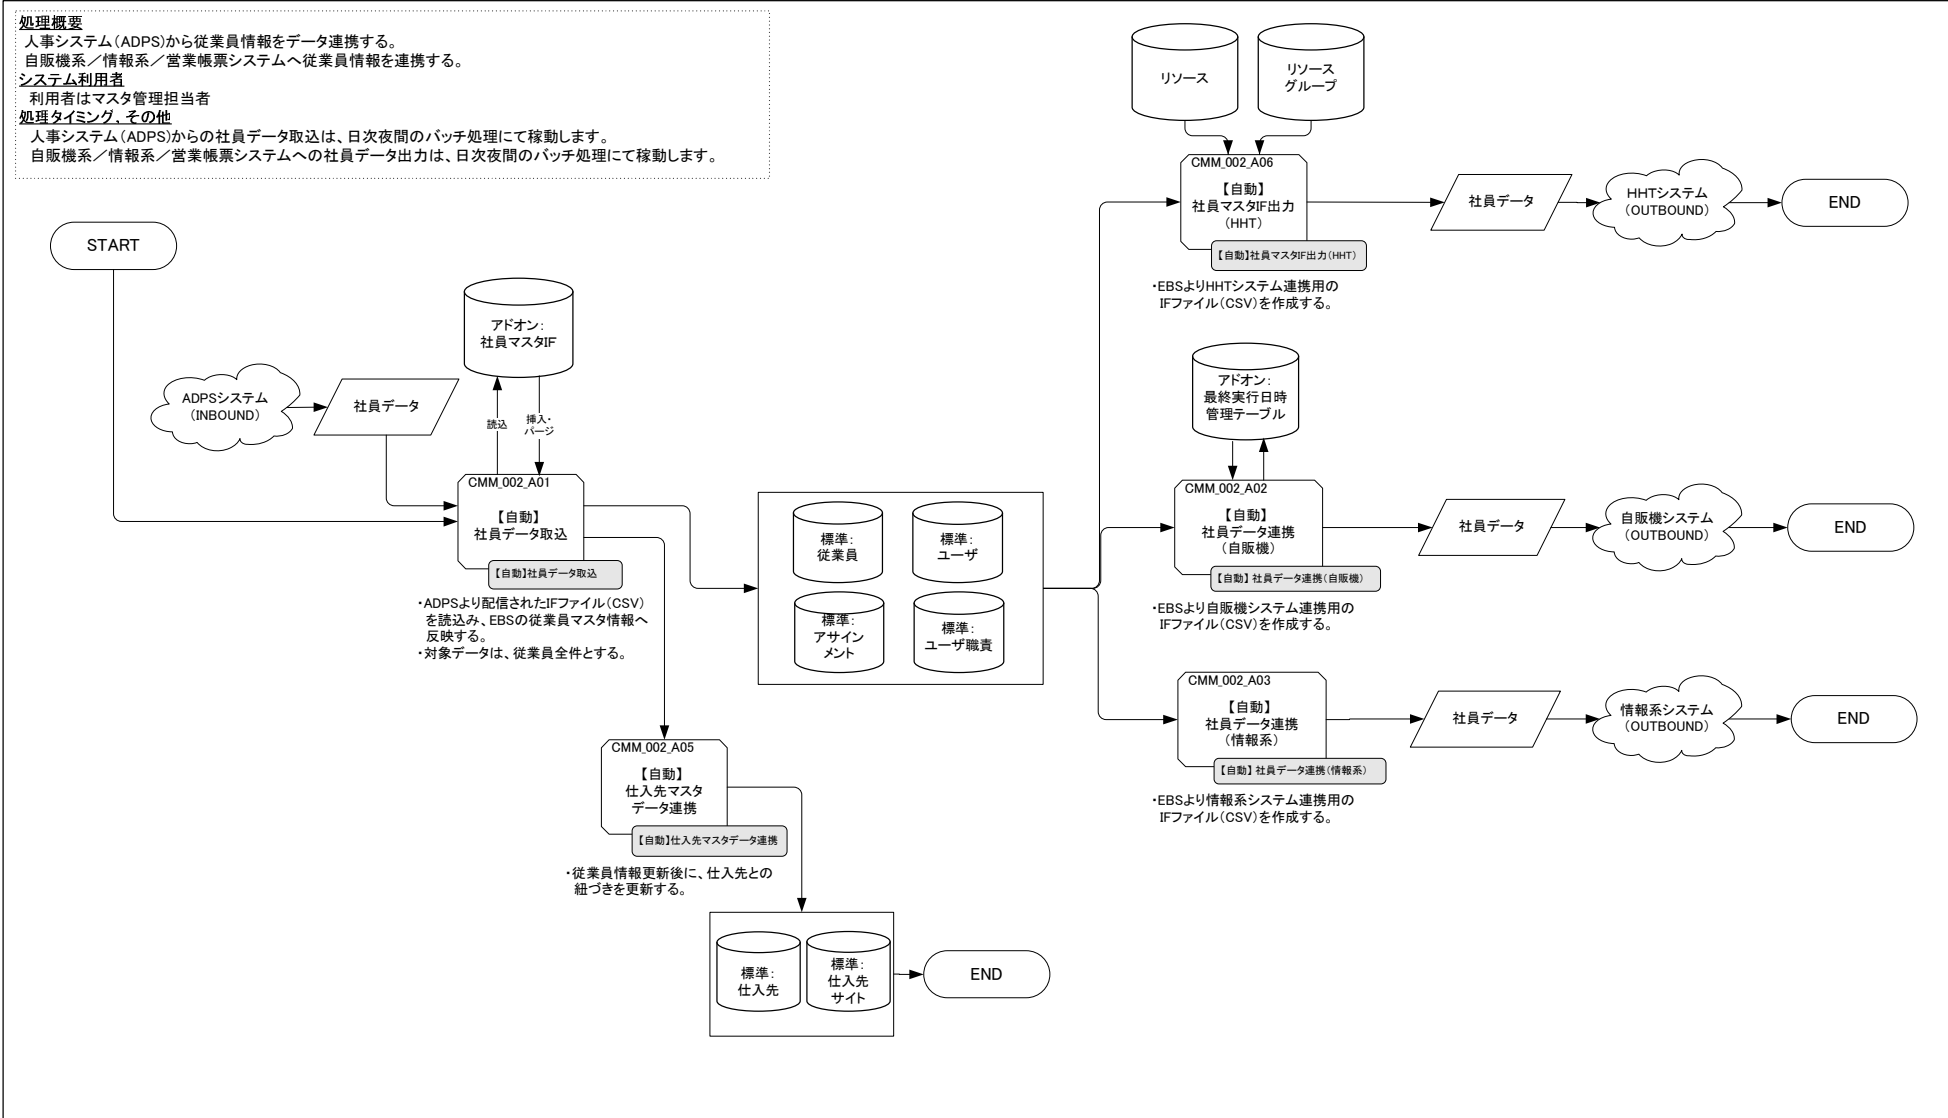 処理概要
人事システム（ADPS）から従業員情報をデータ連携する。
自販機系／情報系／営業帳票システムへ従業員情報を連携する。
システム利用者
利用者はマスタ管理担当者
処理タイミング、その他
人事システム（ADPS）からの社員データ取込は、日次夜間のバッチ処理にて稼動します。
自販機系／情報系／営業帳票システムへの社員データ出力は、日次夜間のバッチ処理にて稼動します。
START
ADPSシステム
（INBOUND）
社員データ
アドオン：
社員マスタIF
読込
挿入・
パージ
CMM_002_A01
【自動】
社員データ取込
【自動】社員データ取込
・ADPSより配信されたIFファイル（CSV）
を読込み、EBSの従業員マスタ情報へ
反映する。
・対象データは、従業員全件とする。
CMM_002_A05
【自動】
仕入先マスタ
データ連携
【自動】仕入先マスタデータ連携
・従業員情報更新後に、仕入先との
紐づきを更新する。
標準：
仕入先
標準：
仕入先
サイト
END
標準：
従業員
標準：
ユーザ
標準：
アサイン
メント
標準：
ユーザ職責
リソース
リソース
グループ
CMM_002_A06
【自動】
社員マスタIF出力
（HHT）
【自動】社員マスタIF出力（HHT）
・EBSよりHHTシステム連携用の
IFファイル（CSV）を作成する。
社員データ
HHTシステム
（OUTBOUND）
END
アドオン：
最終実行日時
管理テーブル
CMM_002_A02
【自動】
社員データ連携
（自販機）
【自動】 社員データ連携（自販機）
・EBSより自販機システム連携用の
IFファイル（CSV）を作成する。
社員データ
自販機システム
（OUTBOUND）
END
CMM_002_A03
【自動】
社員データ連携
（情報系）
【自動】 社員データ連携（情報系）
・EBSより情報系システム連携用の
IFファイル（CSV）を作成する。
社員データ
情報系システム
（OUTBOUND）
END